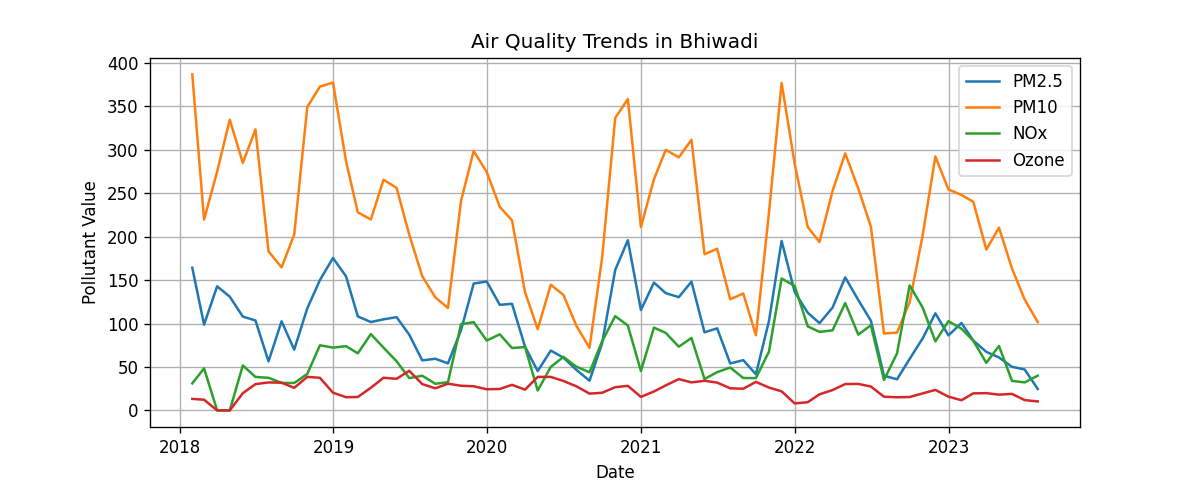 Air Quality Trends in Bhiwadi
Pollutant Value
400
350
300
250
200
150
100
50
0
PM2.5
PM10
NOx
Ozone
2018 2019 2020 2021 2022 2023
Date